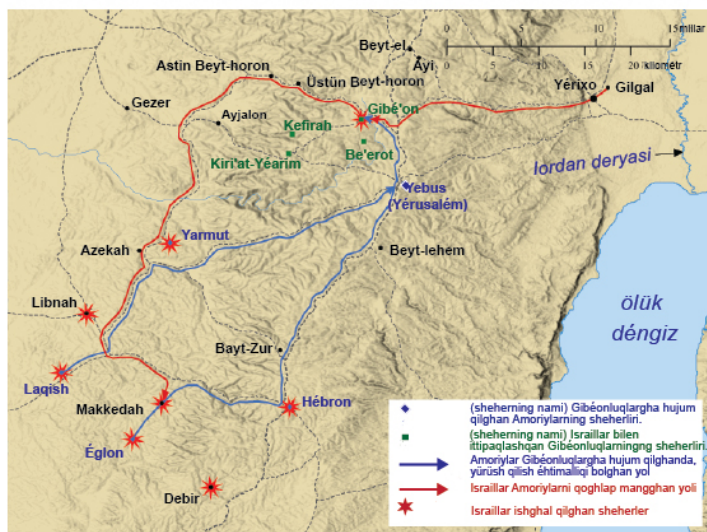 Beyt-el
Ayi
0 5 10 15 millar
0 10 20 kilométr
Astin Beyt-horon
Üstün Beyt-horon
Yérixo
Gilgal
Gezer
Ayjalon
Gibé'on
Kefirah
Be'erot
Kiri'at-Yéarim
Iordan deryasi
Yebus
(Yérusalém)
Yarmut
Azekah
Beyt-lehem
Libnah
ölük
déngiz
Bayt-Zur
Laqish
Makkedah
Hébron
Églon
Debir
(sheherning nami) Gibéonluqlargha hujum
qilghan Amoriylarning sheherliri.
(sheherning nami) Israillar bilen
ittipaqlashqan Gibéonluqlarningng sheherliri.
Amoriylar Gibéonluqlargha hujum qilghanda,
yürüsh qilish éhtimalliqi bolghan yol
Israillar Amoriylarni qoghlap mangghan yoli
Israillar ishghal qilghan sheherler